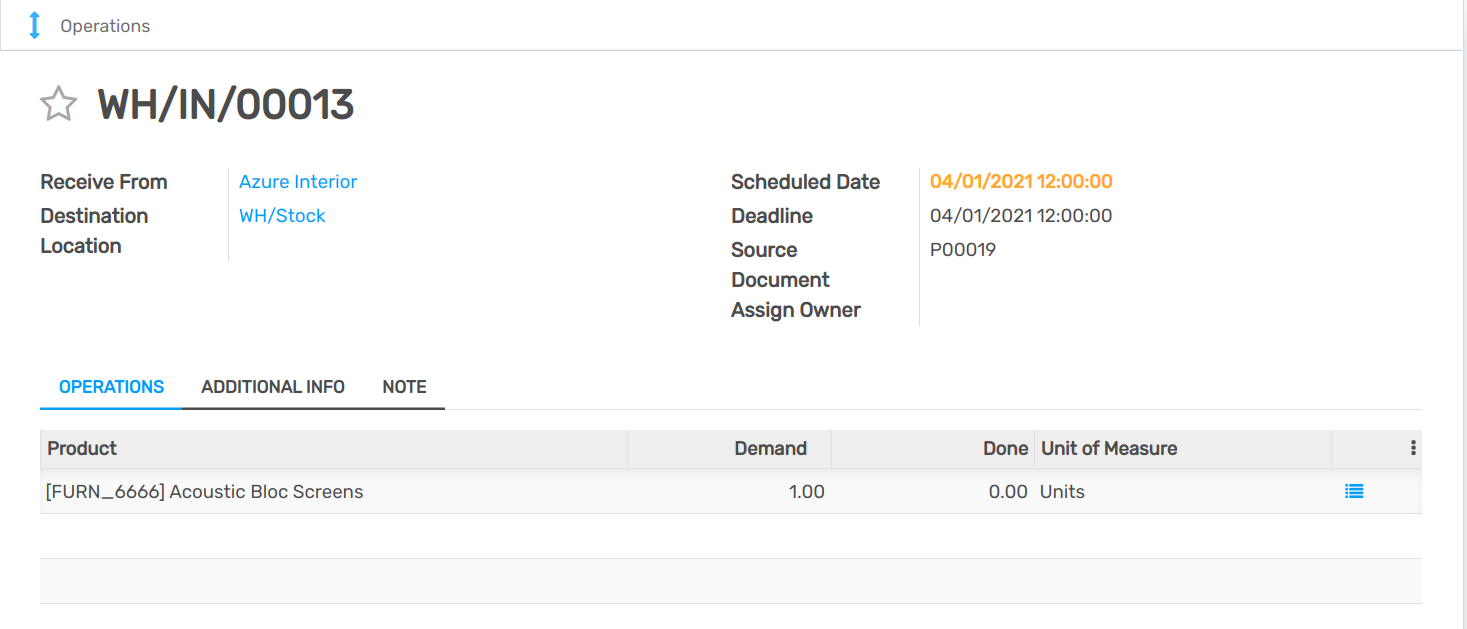 Operations
WH/IN/00013
Receive From Azure Interior
Destination Location WH/Stock
Scheduled Date 04/01/2021 12:00:00
Deadline 04/01/2021 12:00:00
Source Document P00019
Assign Owner
OPERATIONS ADDITIONAL INFO NOTE
Product Demand Done Unit of Measure
[FURN_6666] Acoustic Bloc Screens 1.00 0.00 Units